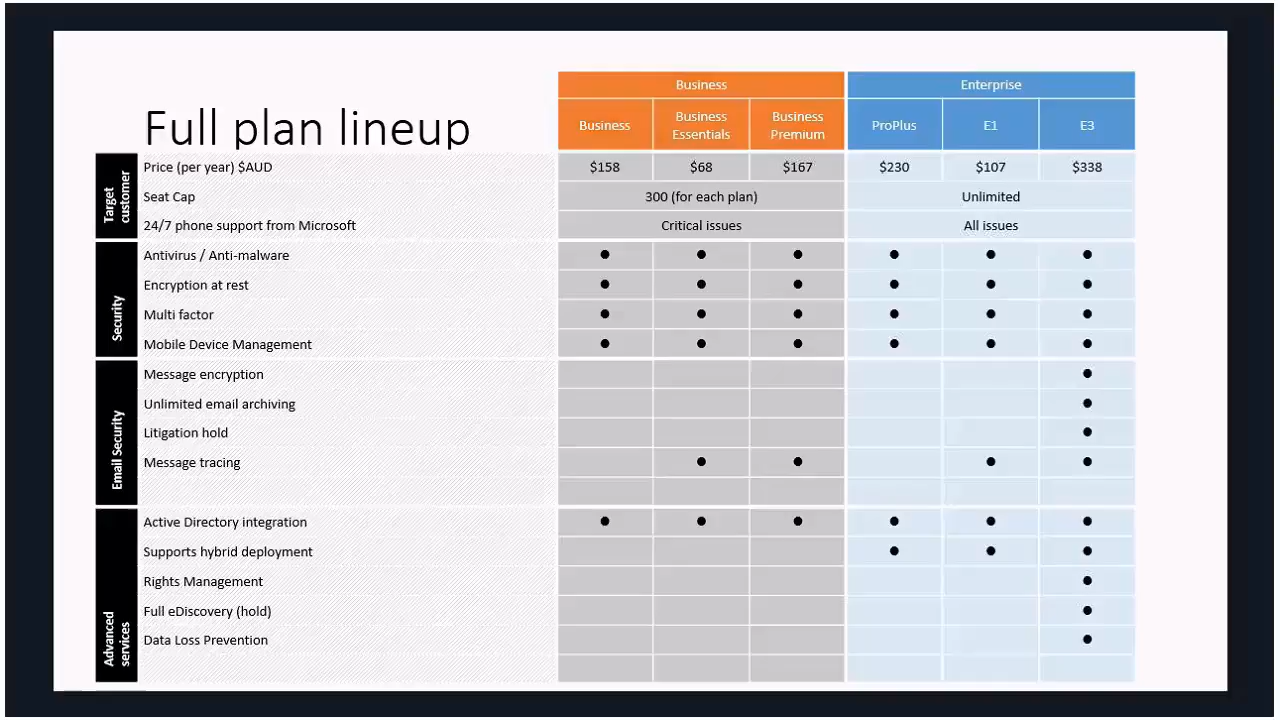 Full plan lineup
Business
Enterprise
Business
Business Essentials
Business Premium
ProPlus
E1
E3
Target customer
Price (per year) $AUD $158 $68 $167 $230 $107 $338
Seat Cap 300 (for each plan) Unlimited
24/7 phone support from Microsoft Critical issues All issues
Security
Antivirus / Anti-malware ● ● ● ● ● ●
Encryption at rest ● ● ● ● ● ●
Multi factor ● ● ● ● ● ●
Mobile Device Management ● ● ● ● ● ●
Email Security
Message encryption ●
Unlimited email archiving ●
Litigation hold ●
Message tracing ● ● ● ●
Advanced services
Active Directory integration ● ● ● ● ● ●
Supports hybrid deployment ● ● ●
Rights Management ●
Full eDiscovery (hold) ●
Data Loss Prevention ●